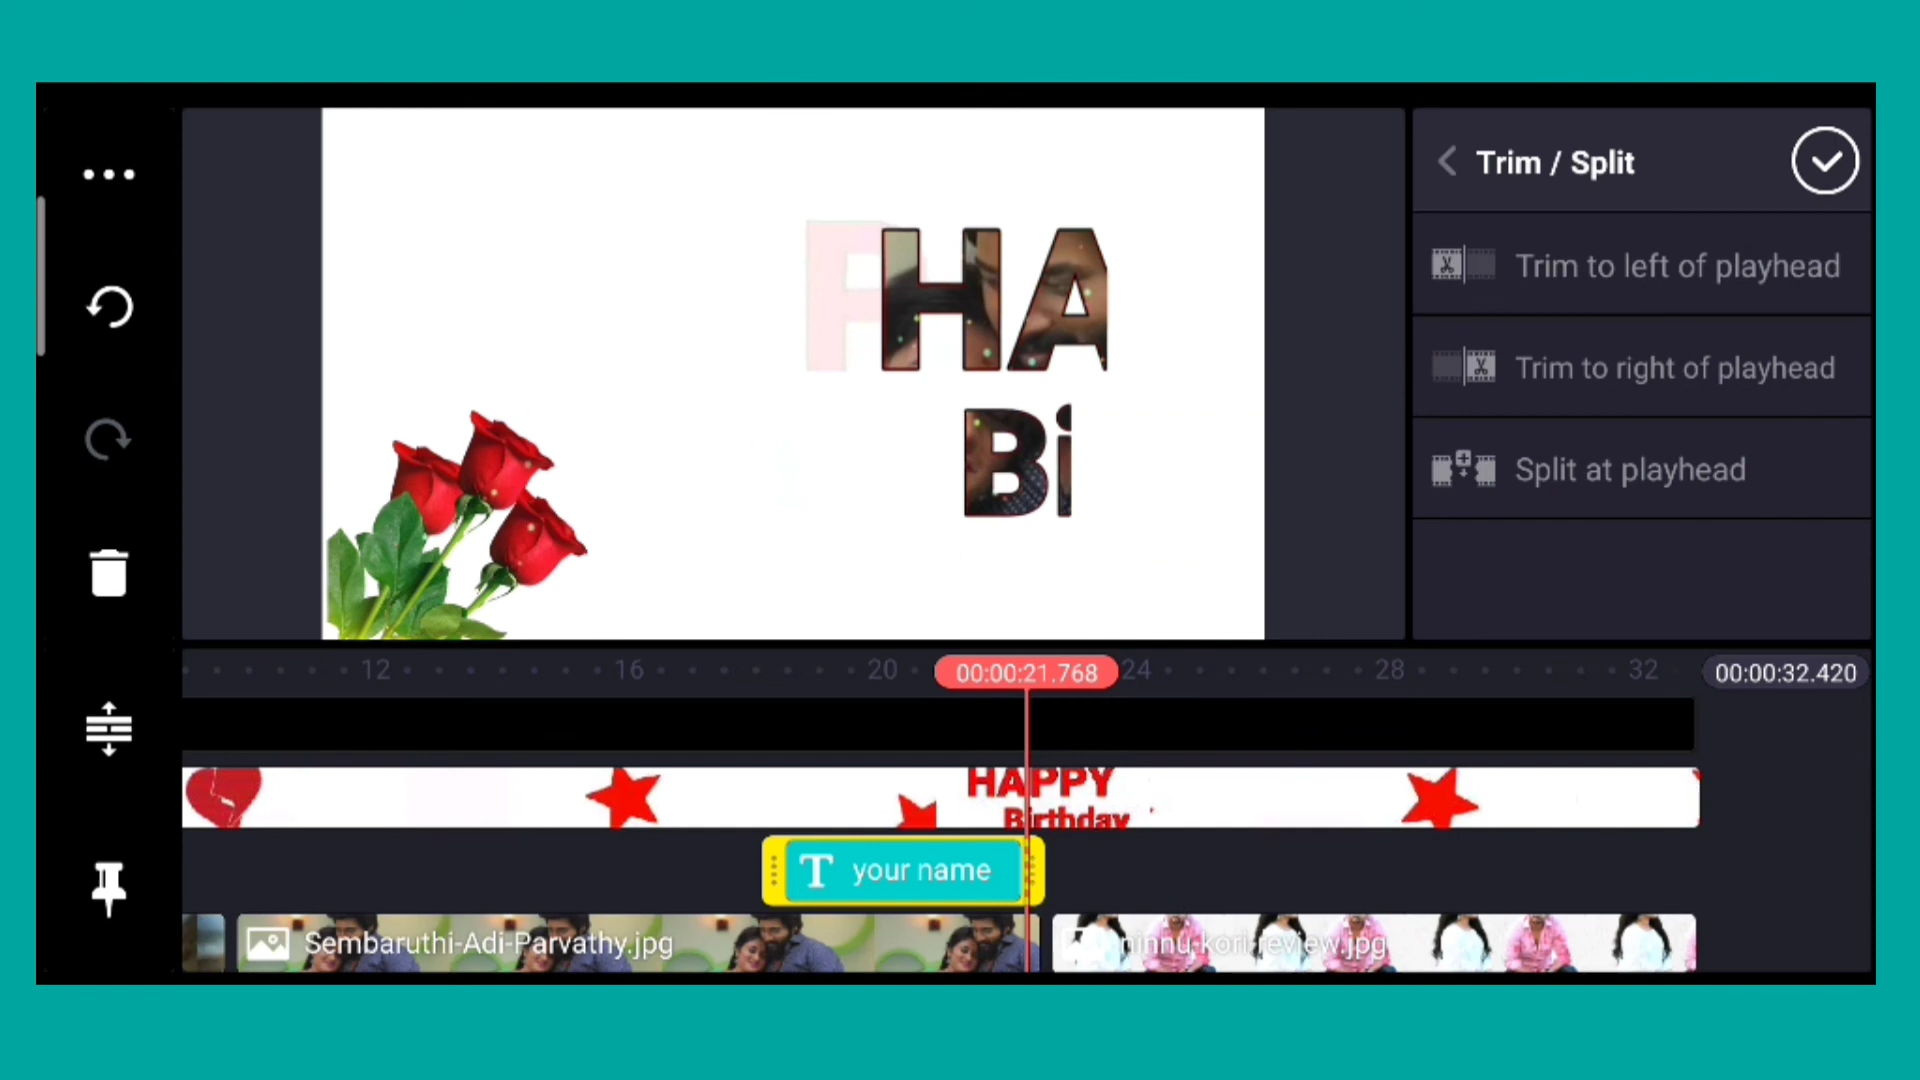 Trim / Split
HA
Trim to left of playhead
Trim to right of playhead
Bi
Split at playhead
12 16 20 00:00:21.768 24 28 32 00:00:32.420
HAPPY
Birthday
T your name
Sembaruthi-Adi-Parvathy.jpg
ninnu-kori-review.jpg